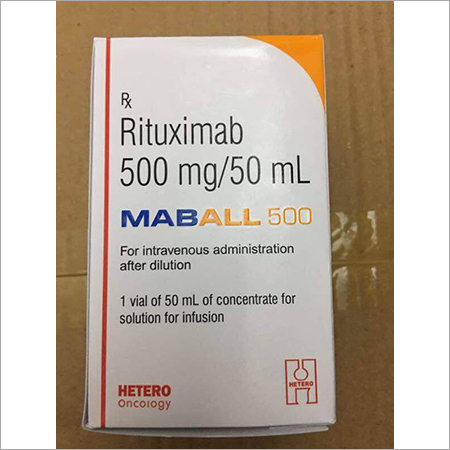 Rx
Rituximab
500 mg/50 mL
MABALL 500
For intravenous administration
after dilution
1 vial of 50 mL of concentrate for
solution for infusion
HETERO
Oncology
HETERO